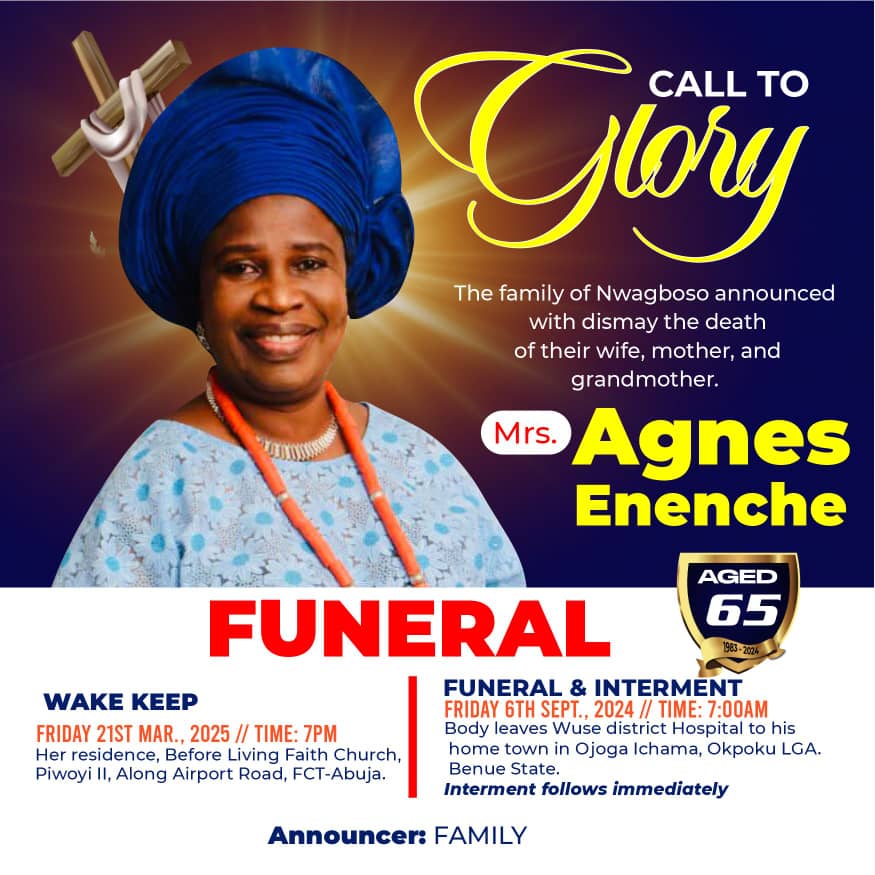 CALL TO
Glory
The family of Nwagboso announced
with dismay the death
of their wife, mother, and
grandmother.
Mrs. Agnes
Enenche
AGED
65
1983 - 2024
FUNERAL
WAKE KEEP
FRIDAY 21ST MAR., 2025 // TIME: 7PM
Her residence, Before Living Faith Church,
Piwoyi II, Along Airport Road, FCT-Abuja.
FUNERAL & INTERMENT
FRIDAY 6TH SEPT., 2024 // TIME: 7:00AM
Body leaves Wuse district Hospital to his
home town in Ojoga Ichama, Okpoku LGA.
Benue State.
Interment follows immediately
Announcer: FAMILY